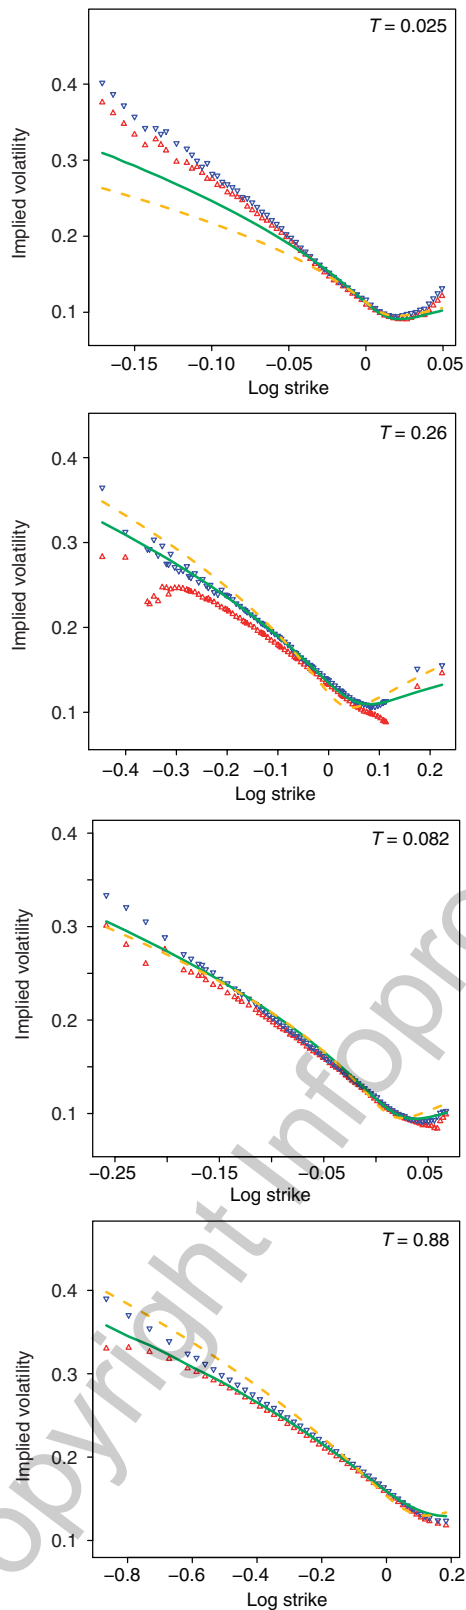 T = 0.025
0.4
0.3
0.2
0.1
Implied volatility
−0.15 −0.10 −0.05 0 0.05
Log strike
T = 0.26
0.4
0.3
0.2
0.1
Implied volatility
−0.4 −0.3 −0.2 −0.1 0 0.1 0.2
Log strike
T = 0.082
0.4
0.3
0.2
0.1
Implied volatility
−0.25 −0.15 −0.05 0.05
Log strike
T = 0.88
0.4
0.3
0.2
0.1
Implied volatility
−0.8 −0.6 −0.4 −0.2 0 0.2
Log strike
opyright Infopro